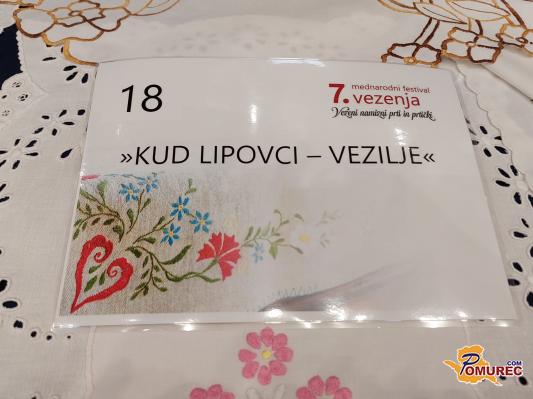 18
mednarodni festival
7. vezenja
Vezeni namizni prti in prtički
»KUD LIPOVCI – VEZILJE«
POMUREC.COM